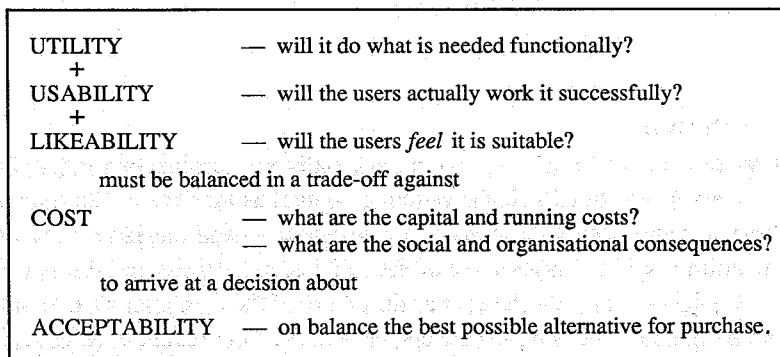 UTILITY — will it do what is needed functionally?
+
USABILITY — will the users actually work it successfully?
+
LIKEABILITY — will the users feel it is suitable?
must be balanced in a trade-off against
COST — what are the capital and running costs?
— what are the social and organisational consequences?
to arrive at a decision about
ACCEPTABILITY — on balance the best possible alternative for purchase.